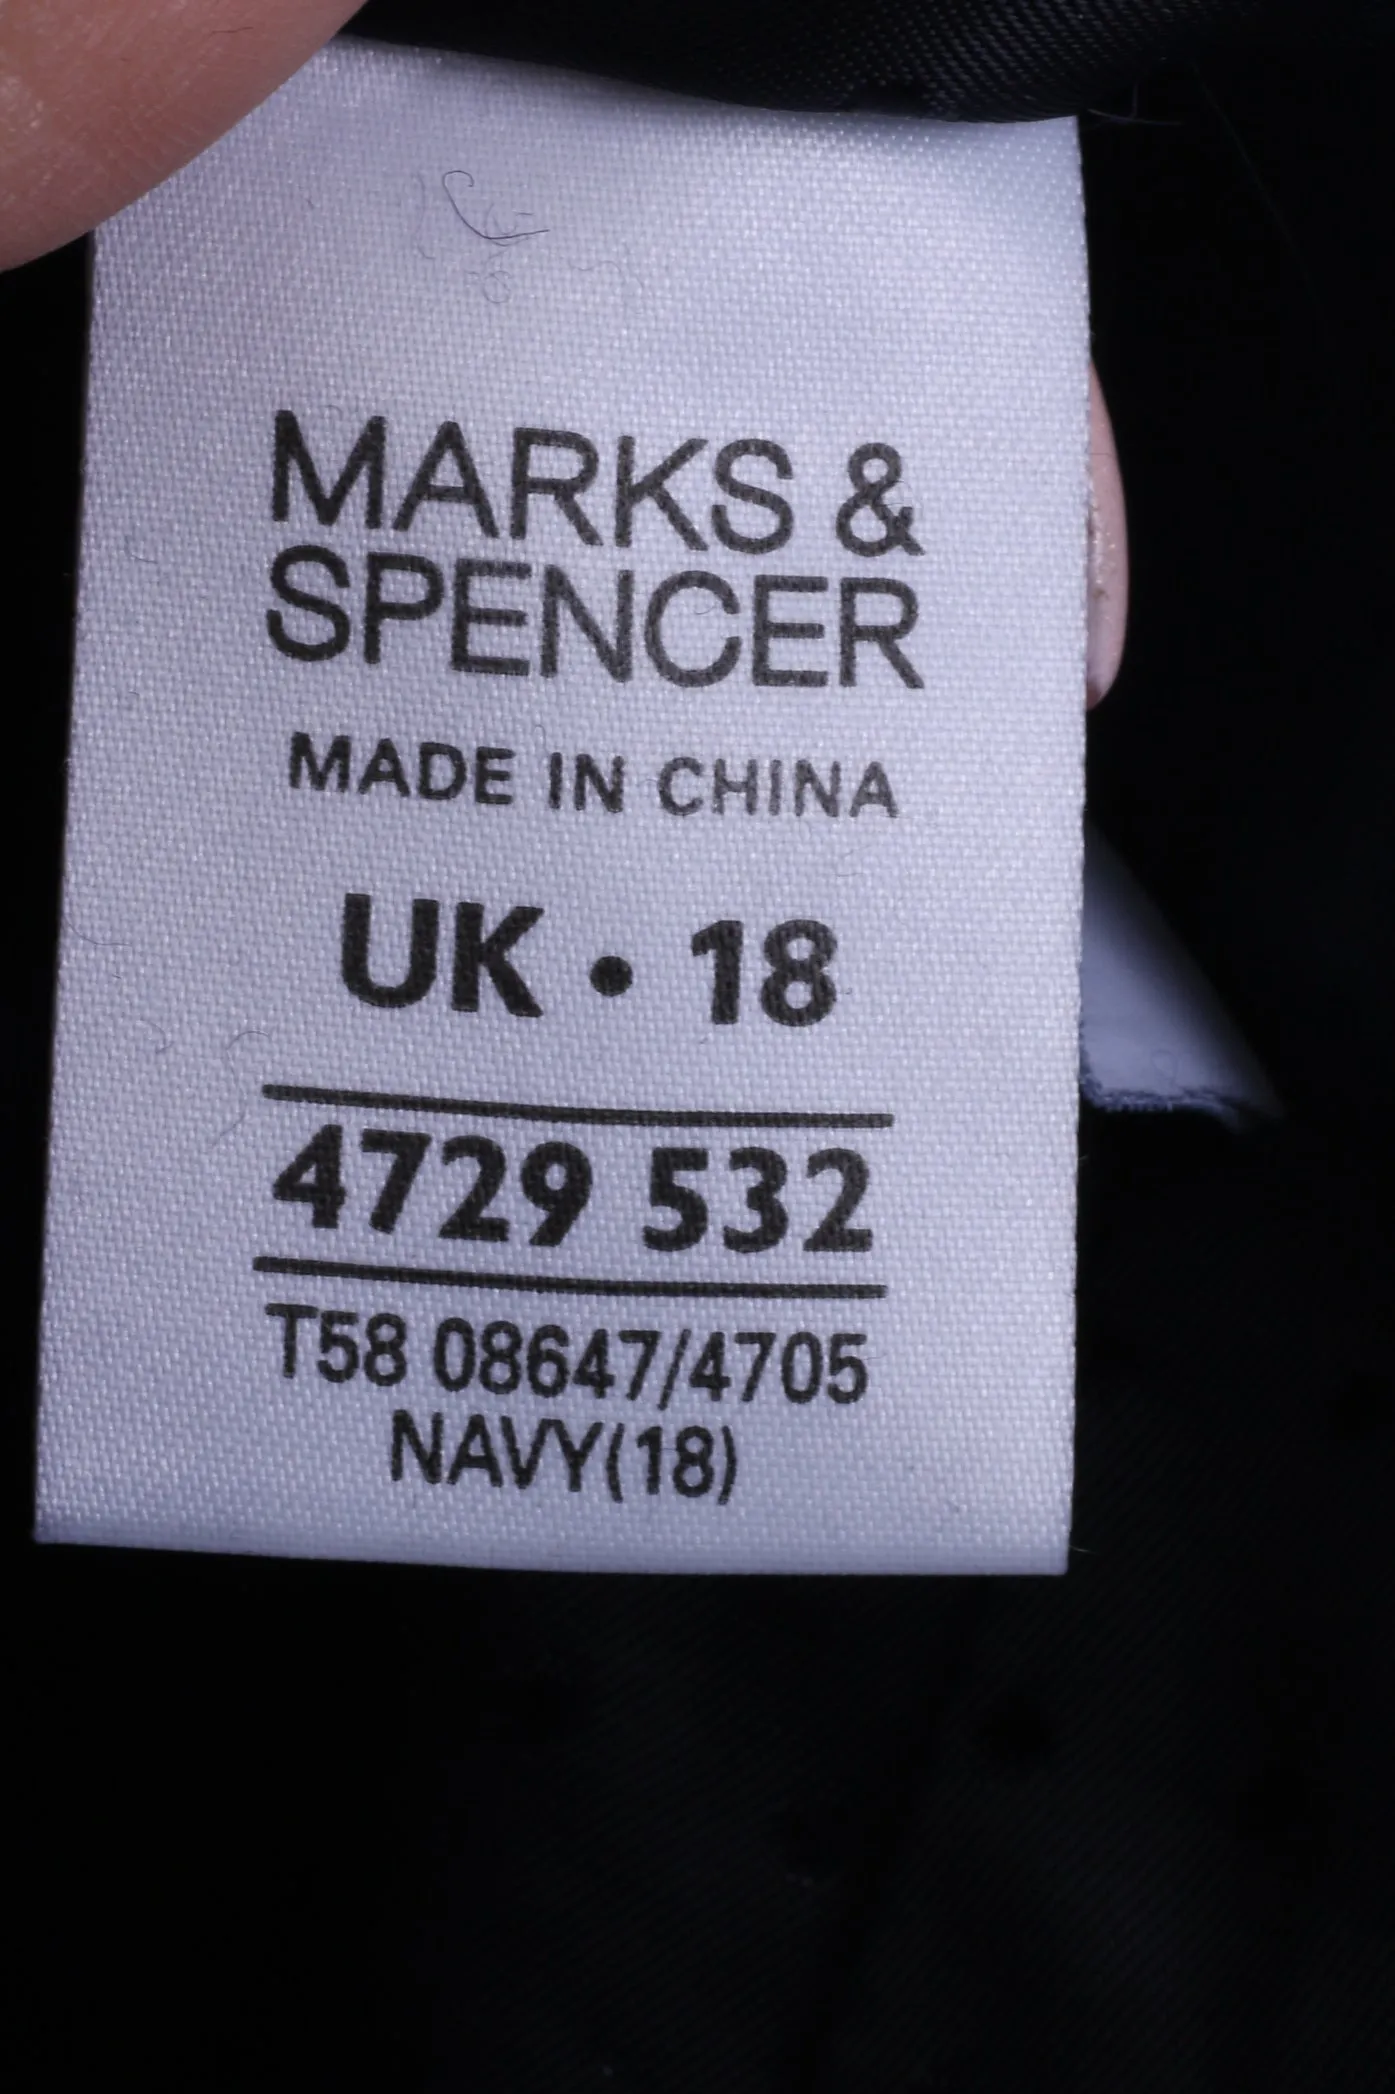 MARKS &
SPENCER
MADE IN CHINA
UK • 18
4729 532
T58 08647/4705
NAVY(18)